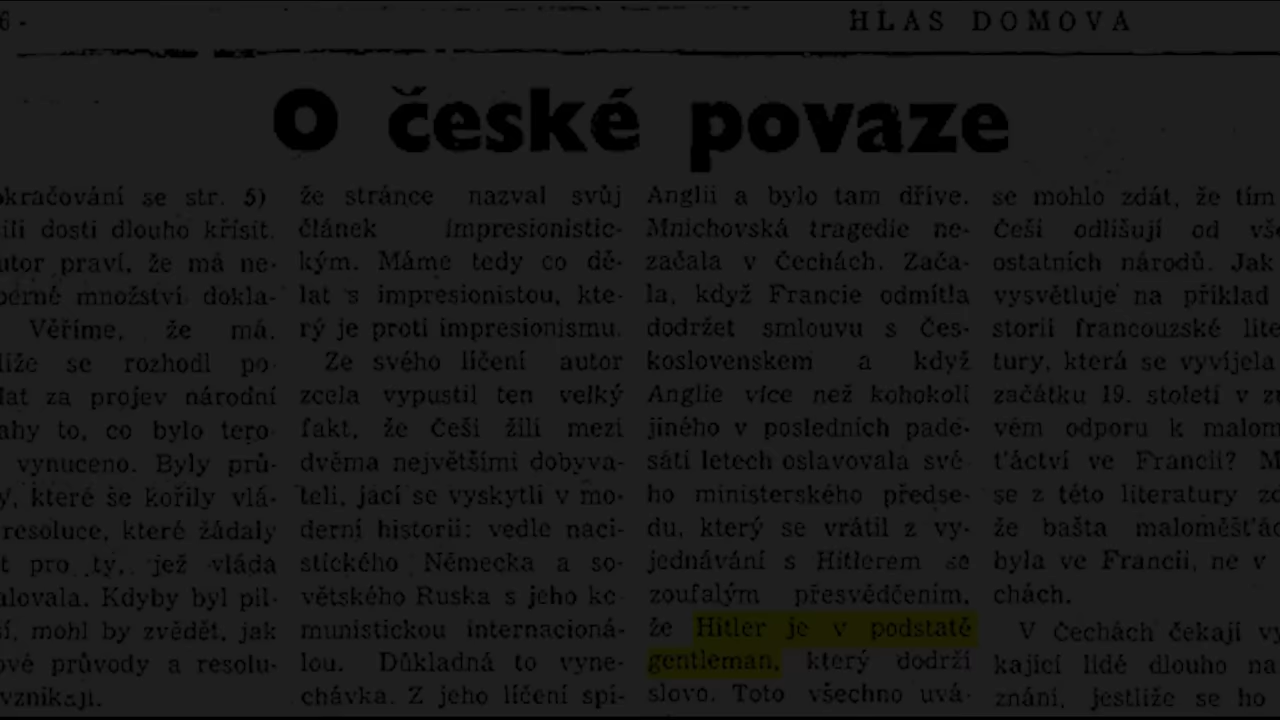 6 -
HLAS DOMOVA
O české povaze
okračování se str. 5)
ili dosti dlouho křísit.
utor praví, že má ne-
pěrné množství dokla-
Věříme, že má.
liže se rozhodl po-
dat za projev národní
ahy to, co bylo tero-
vynuceno. Byly prů-
y, které se kořily vlá-
resoluce, které žádaly
t pro ty, jež vláda
alovala. Kdyby byl pil-
ší, mohl by zvědět, jak
ové průvody a resolu-
vznikají.
že stránce nazval svůj
článek impresionistic-
kým. Máme tedy co dě-
lat s impresionistou, kte-
rý je proti impresionismu.
Ze svého líčení autor
zcela vypustil ten velký
fakt, že Češi žili mezi
dvěma největšími dobyva-
teli, jací se vyskytli v mo-
derní historii: vedle naci-
stického Německa a so-
větského Ruska s jeho ko
munistickou internacioná-
lou. Důkladná to vyne-
chávka. Z jeho líčení spí-
Anglii a bylo tam dříve.
Mnichovská tragedie ne-
začala v Čechách. Zača-
la, když Francie odmítla
dodržet smlouvu s Čes-
koslovenskem a když
Anglie více než kohokoli
jiného v posledních pade-
sáti letech oslavovala své-
ho ministerského předse-
du, který se vrátil z vy-
jednávání s Hitlerem se
zoufalým přesvědčením,
že Hitler je v podstatě
gentleman, který dodrží
slovo. Toto všechno uvá-
se mohlo zdát, že tím
Češi odlišují od vše
ostatních národů. Jak
vysvětluje na příklad
storii francouzské lite
tury, která se vyvíjela
začátku 19. století v zu
vém odporu k malom
ťáctví ve Francii? M
se z této literatury zd
že bašta maloměšťác
byla ve Francii, ne v
chách.
V Čechách čekají vy
kající lidé dlouho na
znání, jestliže se ho